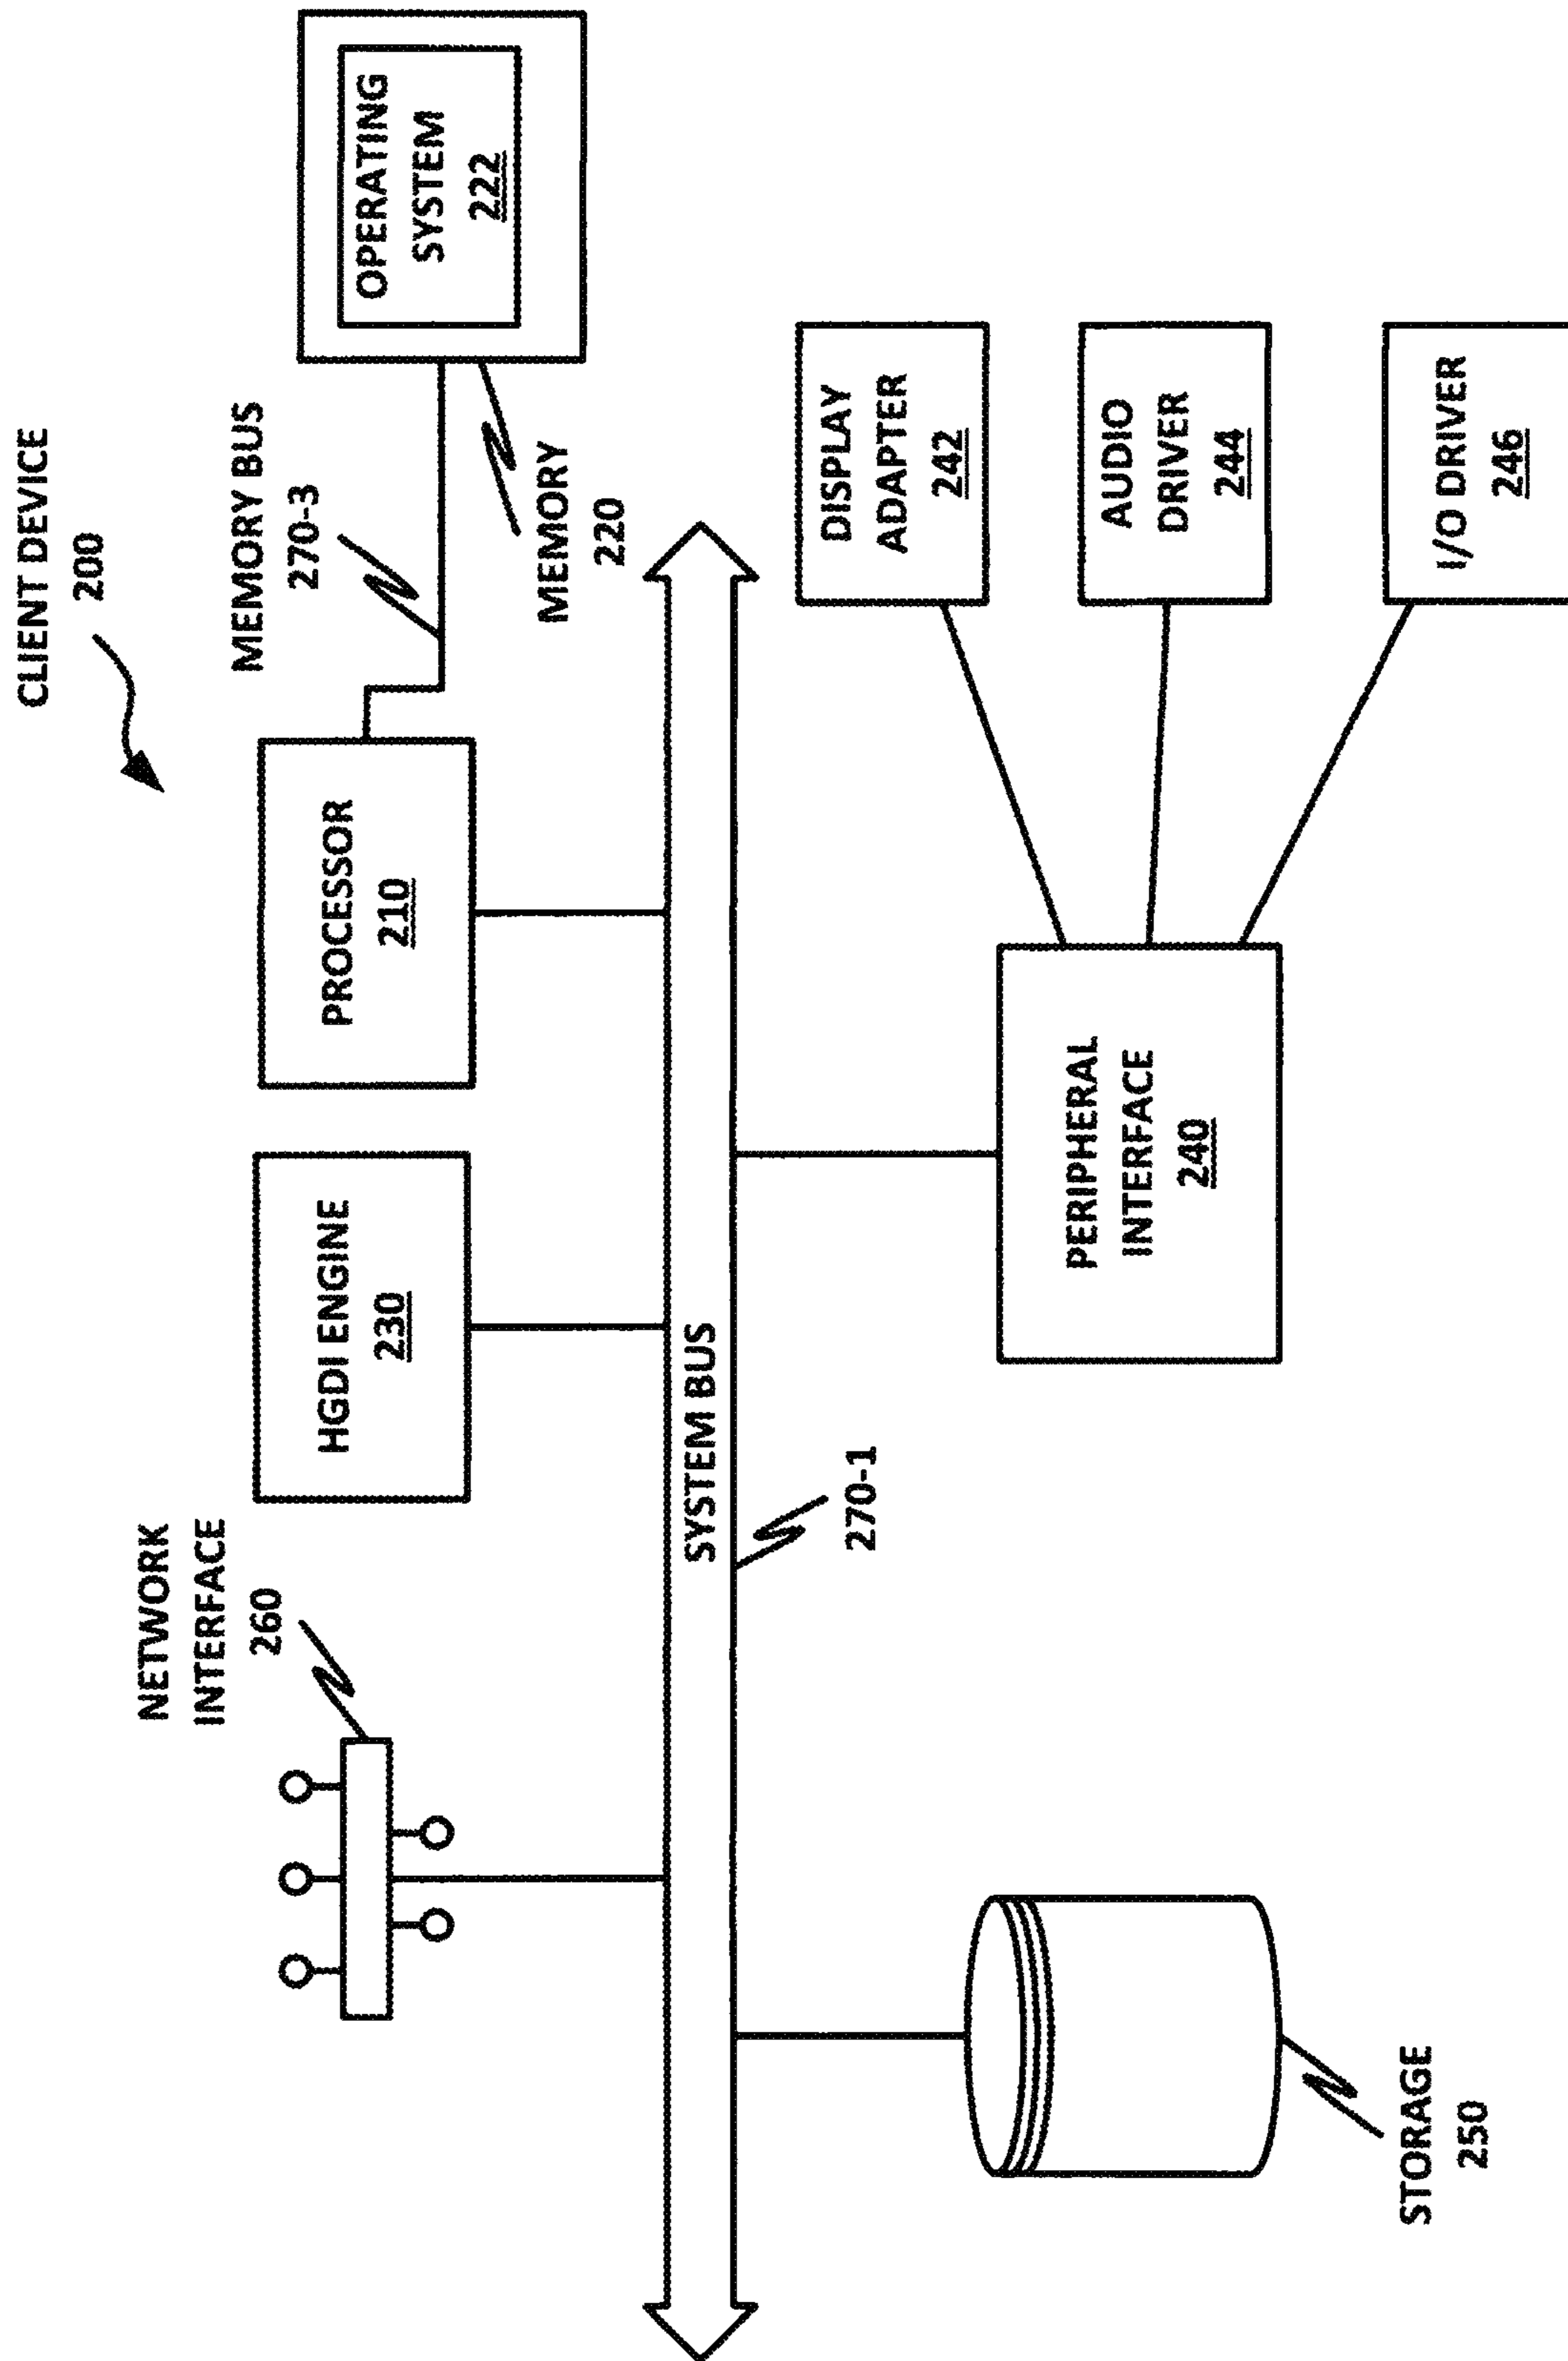 CLIENT DEVICE
200
NETWORK
INTERFACE
260
HGDI ENGINE
230
PROCESSOR
210
MEMORY BUS
270-3
OPERATING
SYSTEM
222
MEMORY
220
SYSTEM BUS
270-1
STORAGE
250
PERIPHERAL
INTERFACE
240
DISPLAY
ADAPTER
242
AUDIO
DRIVER
244
I/O DRIVER
246